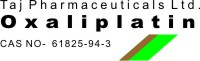 Taj Pharmaceuticals Ltd.
Oxaliplatin
CAS NO- 61825-94-3